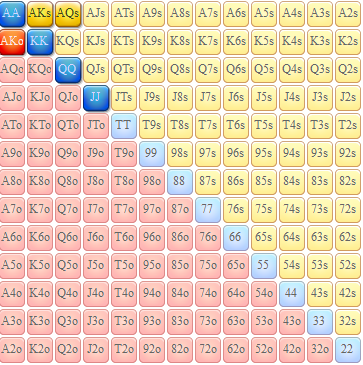 AA AKs AQs AJs ATs A9s A8s A7s A6s A5s A4s A3s A2s
AKo KK KQs KJs KTs K9s K8s K7s K6s K5s K4s K3s K2s
AQo KQo QQ QJs QTs Q9s Q8s Q7s Q6s Q5s Q4s Q3s Q2s
AJo KJo QJo JJ JTs J9s J8s J7s J6s J5s J4s J3s J2s
ATo KTo QTo JTo TT T9s T8s T7s T6s T5s T4s T3s T2s
A9o K9o Q9o J9o T9o 99 98s 97s 96s 95s 94s 93s 92s
A8o K8o Q8o J8o T8o 98o 88 87s 86s 85s 84s 83s 82s
A7o K7o Q7o J7o T7o 97o 87o 77 76s 75s 74s 73s 72s
A6o K6o Q6o J6o T6o 96o 86o 76o 66 65s 64s 63s 62s
A5o K5o Q5o J5o T5o 95o 85o 75o 65o 55 54s 53s 52s
A4o K4o Q4o J4o T4o 94o 84o 74o 64o 54o 44 43s 42s
A3o K3o Q3o J3o T3o 93o 83o 73o 63o 53o 43o 33 32s
A2o K2o Q2o J2o T2o 92o 82o 72o 62o 52o 42o 32o 22